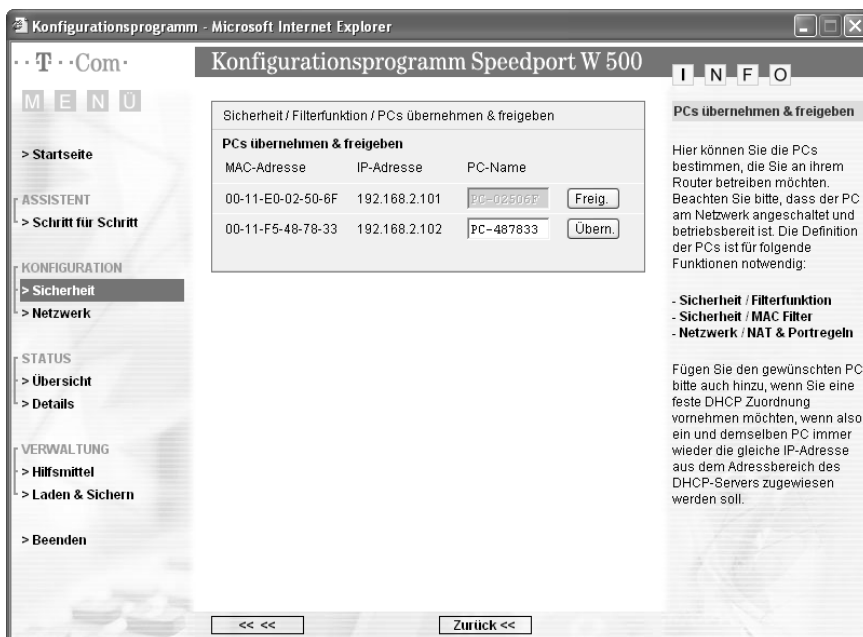 Konfigurationsprogramm - Microsoft Internet Explorer
··T··Com·
Konfigurationsprogramm Speedport W 500
INFO
MENÜ
> Startseite
ASSISTENT
> Schritt für Schritt
KONFIGURATION
> Sicherheit
> Netzwerk
STATUS
> Übersicht
> Details
VERWALTUNG
> Hilfsmittel
> Laden & Sichern
> Beenden
Sicherheit / Filterfunktion / PCs übernehmen & freigeben
PCs übernehmen & freigeben
MAC-Adresse IP-Adresse PC-Name
00-11-E0-02-50-6F 192.168.2.101 PC-02506F Freig.
00-11-F5-48-78-33 192.168.2.102 PC-487833 Übern.
<< <<
Zurück <<
PCs übernehmen & freigeben
Hier können Sie die PCs
bestimmen, die Sie an ihrem
Router betreiben möchten.
Beachten Sie bitte, dass der PC
am Netzwerk angeschaltet und
betriebsbereit ist. Die Definition
der PCs ist für folgende
Funktionen notwendig:
- Sicherheit / Filterfunktion
- Sicherheit / MAC Filter
- Netzwerk / NAT & Portregeln
Fügen Sie den gewünschten PC
bitte auch hinzu, wenn Sie eine
feste DHCP Zuordnung
vornehmen möchten, wenn also
ein und demselben PC immer
wieder die gleiche IP-Adresse
aus dem Adressbereich des
DHCP-Servers zugewiesen
werden soll.